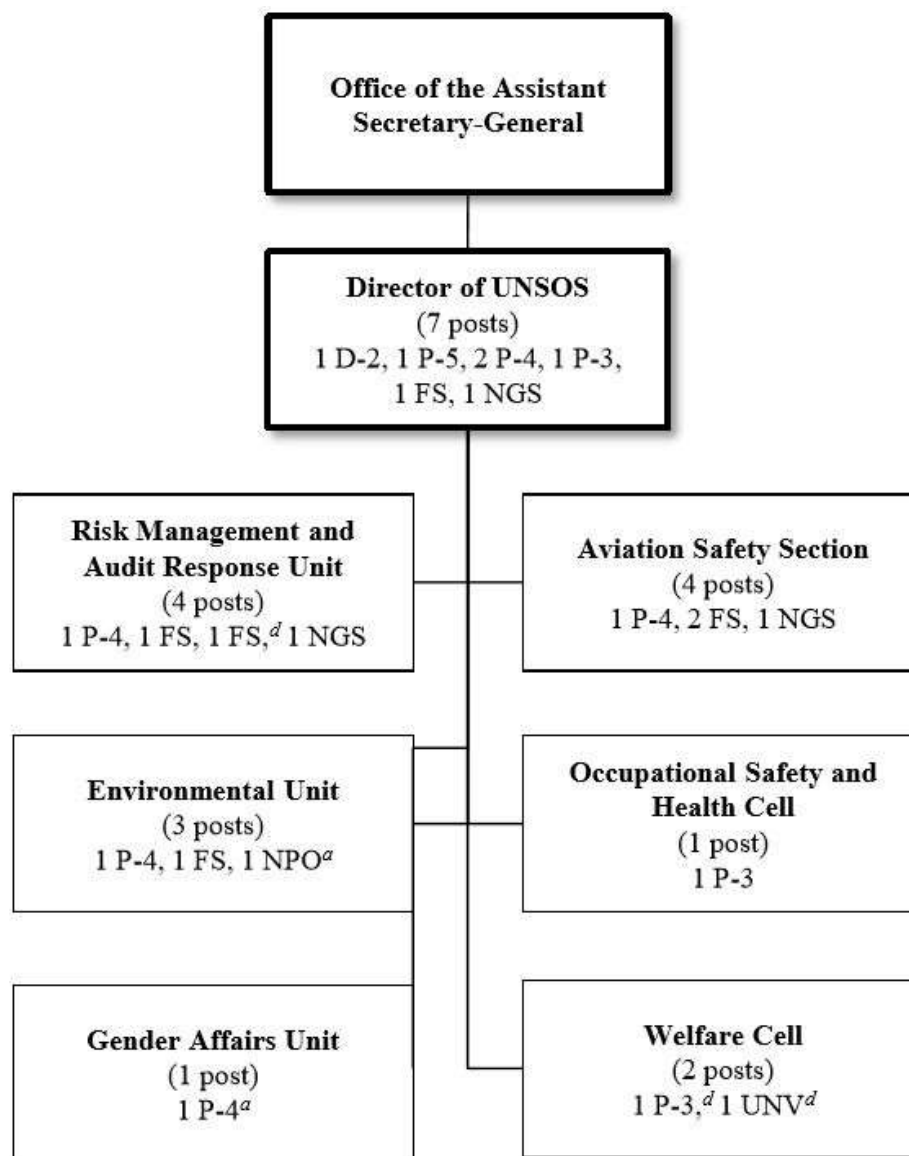 Office of the Assistant
Secretary-General
Director of UNSOS
(7 posts)
1 D-2, 1 P-5, 2 P-4, 1 P-3,
1 FS, 1 NGS
Risk Management and
Audit Response Unit
(4 posts)
1 P-4, 1 FS, 1 FS,d 1 NGS
Aviation Safety Section
(4 posts)
1 P-4, 2 FS, 1 NGS
Environmental Unit
(3 posts)
1 P-4, 1 FS, 1 NPOa
Occupational Safety and
Health Cell
(1 post)
1 P-3
Gender Affairs Unit
(1 post)
1 P-4a
Welfare Cell
(2 posts)
1 P-3,d 1 UNVd